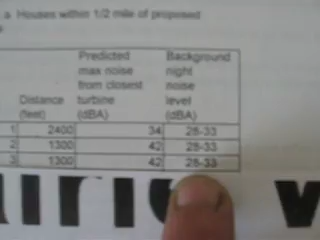 a Houses within 1/2 mile of proposed
Predicted Background
max noise night
from closest noise
Distance turbine level
(feet) (dBA) (dBA)
1 2400 34 28-33
2 1300 42 28-33
3 1300 42 28-33